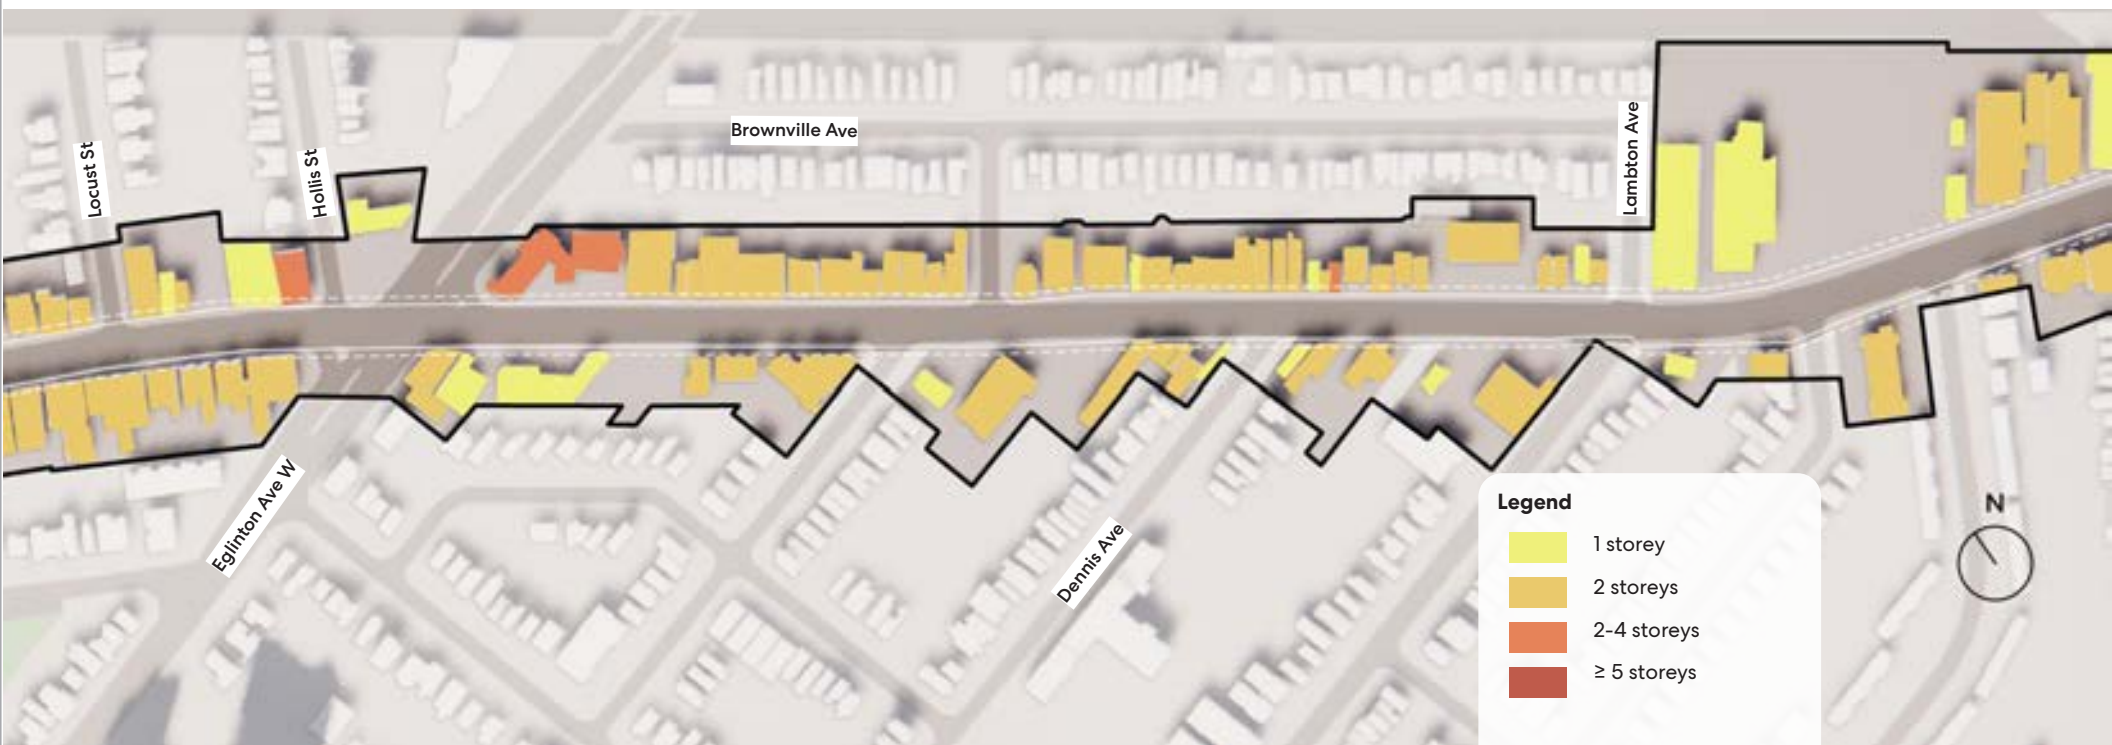 Locust St
Hollis St
Brownville Ave
Lambton Ave
Eglinton Ave W
Dennis Ave
Legend
1 storey
2 storeys
2-4 storeys
≥ 5 storeys
N